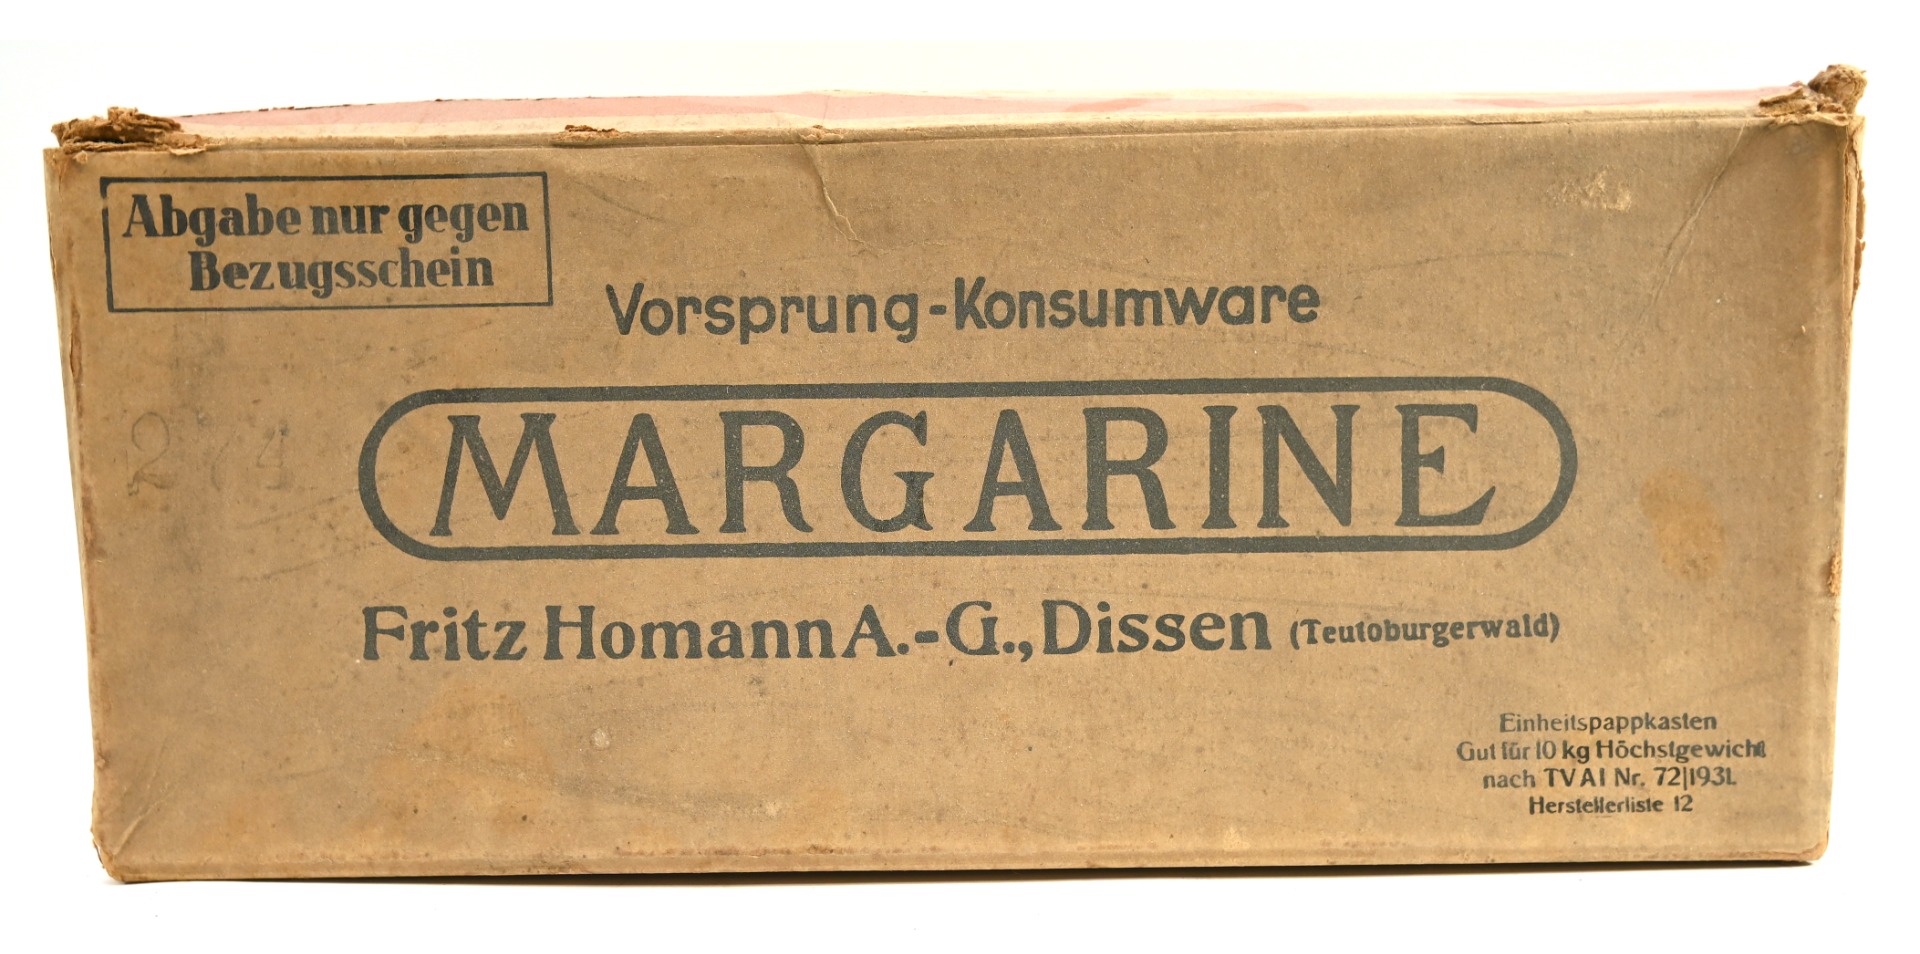 Abgabe nur gegen
Bezugsschein
Vorsprung-Konsumware
MARGARINE
Fritz Homann A.-G., Dissen (Teutoburgerwald)
Einheitspappkasten
Gut für 10 kg Höchstgewicht
nach TVAI Nr. 72|1931.
Herstellerliste 12